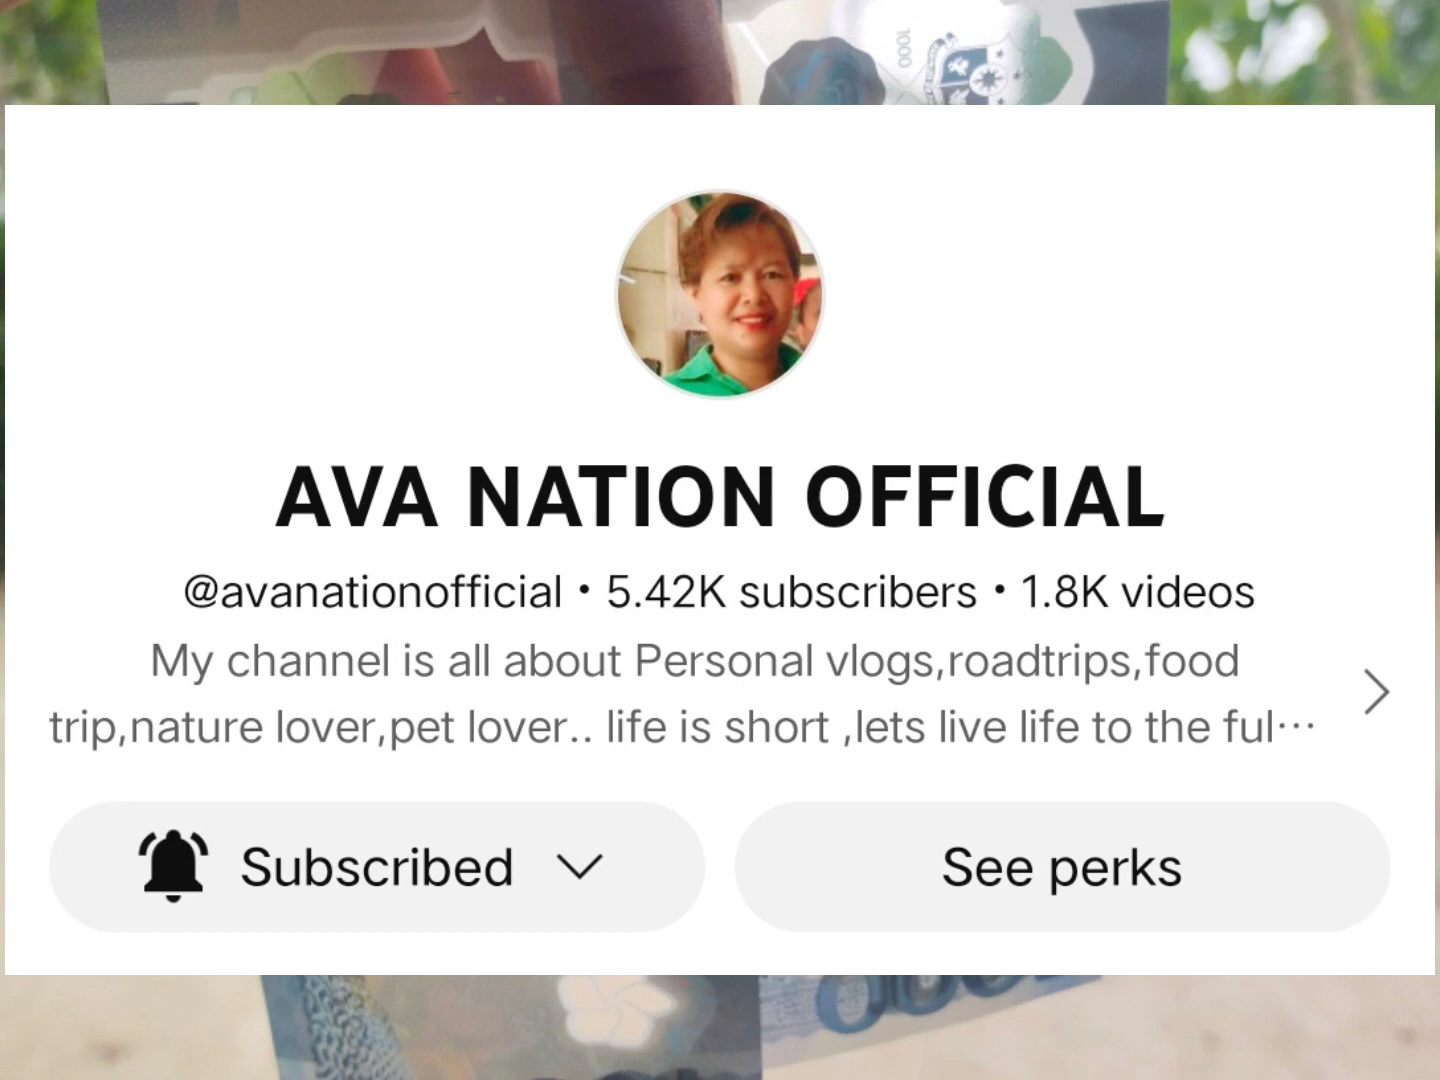 1000
AVA NATION OFFICIAL
@avanationofficial • 5.42K subscribers • 1.8K videos
My channel is all about Personal vlogs,roadtrips,food
trip,nature lover,pet lover.. life is short ,lets live life to the ful...
Subscribed
See perks